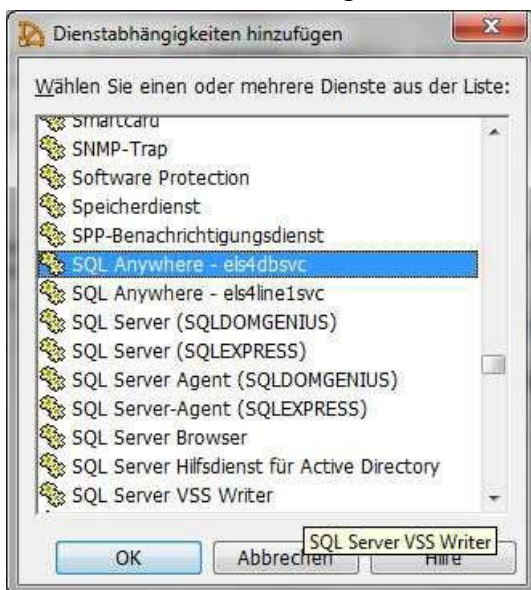 Dienstabhängigkeiten hinzufügen
Wählen Sie einen oder mehrere Dienste aus der Liste:
Smartcard
SNMP-Trap
Software Protection
Speicherdienst
SPP-Benachrichtigungsdienst
SQL Anywhere - els4dbsvc
SQL Anywhere - els4line1svc
SQL Server (SQLDOMGENIUS)
SQL Server (SQLEXPRESS)
SQL Server Agent (SQLDOMGENIUS)
SQL Server-Agent (SQLEXPRESS)
SQL Server Browser
SQL Server Hilfsdienst für Active Directory
SQL Server VSS Writer
SQL Server VSS Writer
OK Abbrechen Hilfe